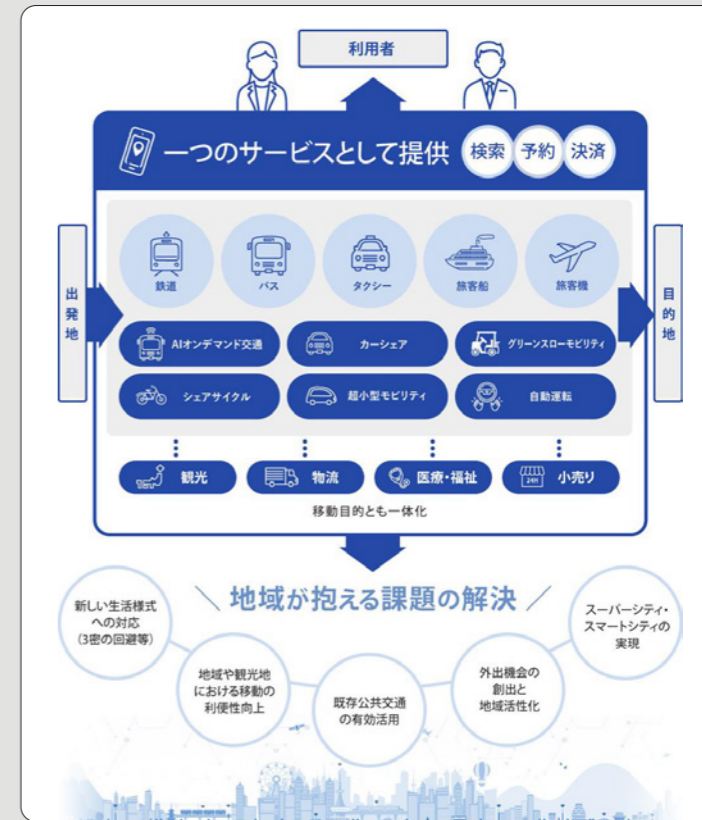 利用者
一つのサービスとして提供
検索
予約
決済
出発地
目的地
鉄道
バス
タクシー
旅客船
旅客機
AIオンデマンド交通
カーシェア
グリーンスローモビリティ
シェアサイクル
超小型モビリティ
自動運転
観光
物流
医療・福祉
24H
小売り
移動目的とも一体化
地域が抱える課題の解決
新しい生活様式
への対応
(3密の回避等)
地域や観光地
における移動の
利便性向上
既存公共交通
の有効活用
外出機会の
創出と
地域活性化
スーパーシティ・
スマートシティの
実現